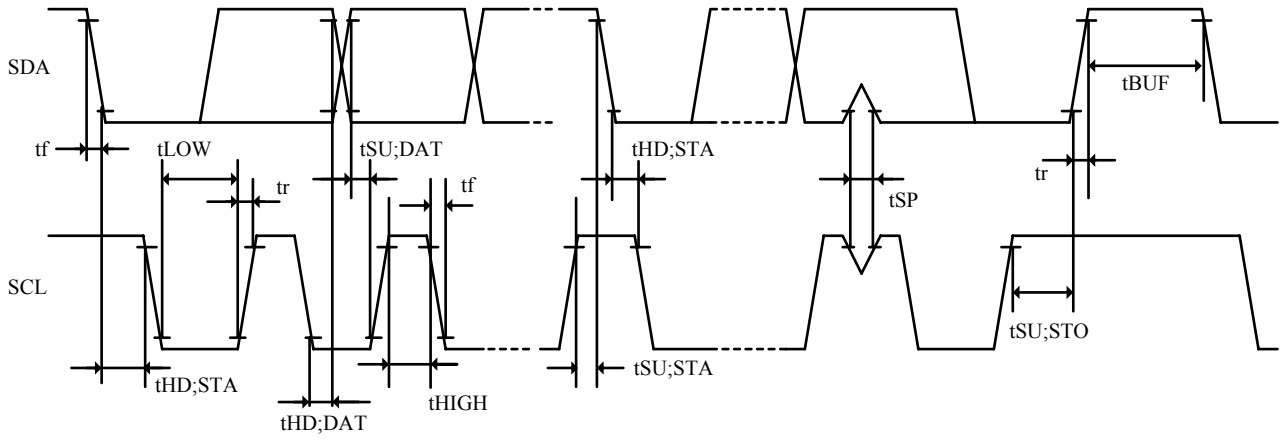 SDA
tBUF
tf
tLOW
tSU;DAT
tHD;STA
tr
tf
tSP
tr
SCL
tSU;STO
tHD;STA
tSU;STA
tHIGH
tHD;DAT